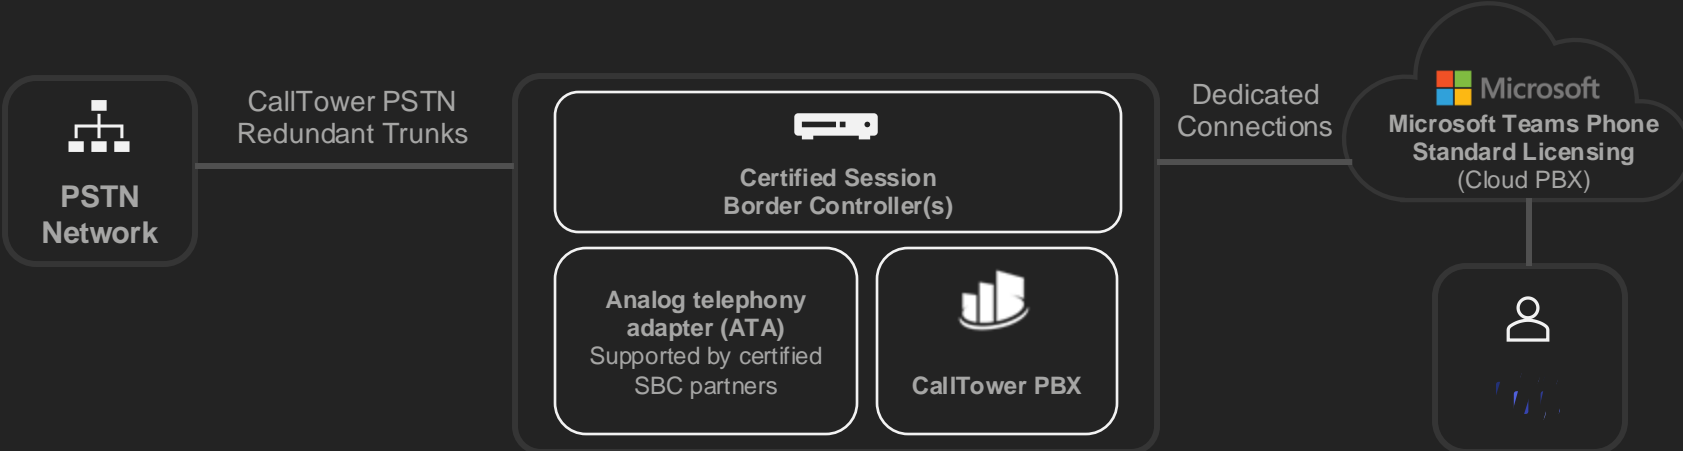 PSTN
Network
CallTower PSTN
Redundant Trunks
Certified Session
Border Controller(s)
Analog telephony
adapter (ATA)
Supported by certified
SBC partners
CallTower PBX
Dedicated
Connections
Microsoft
Microsoft Teams Phone
Standard Licensing
(Cloud PBX)